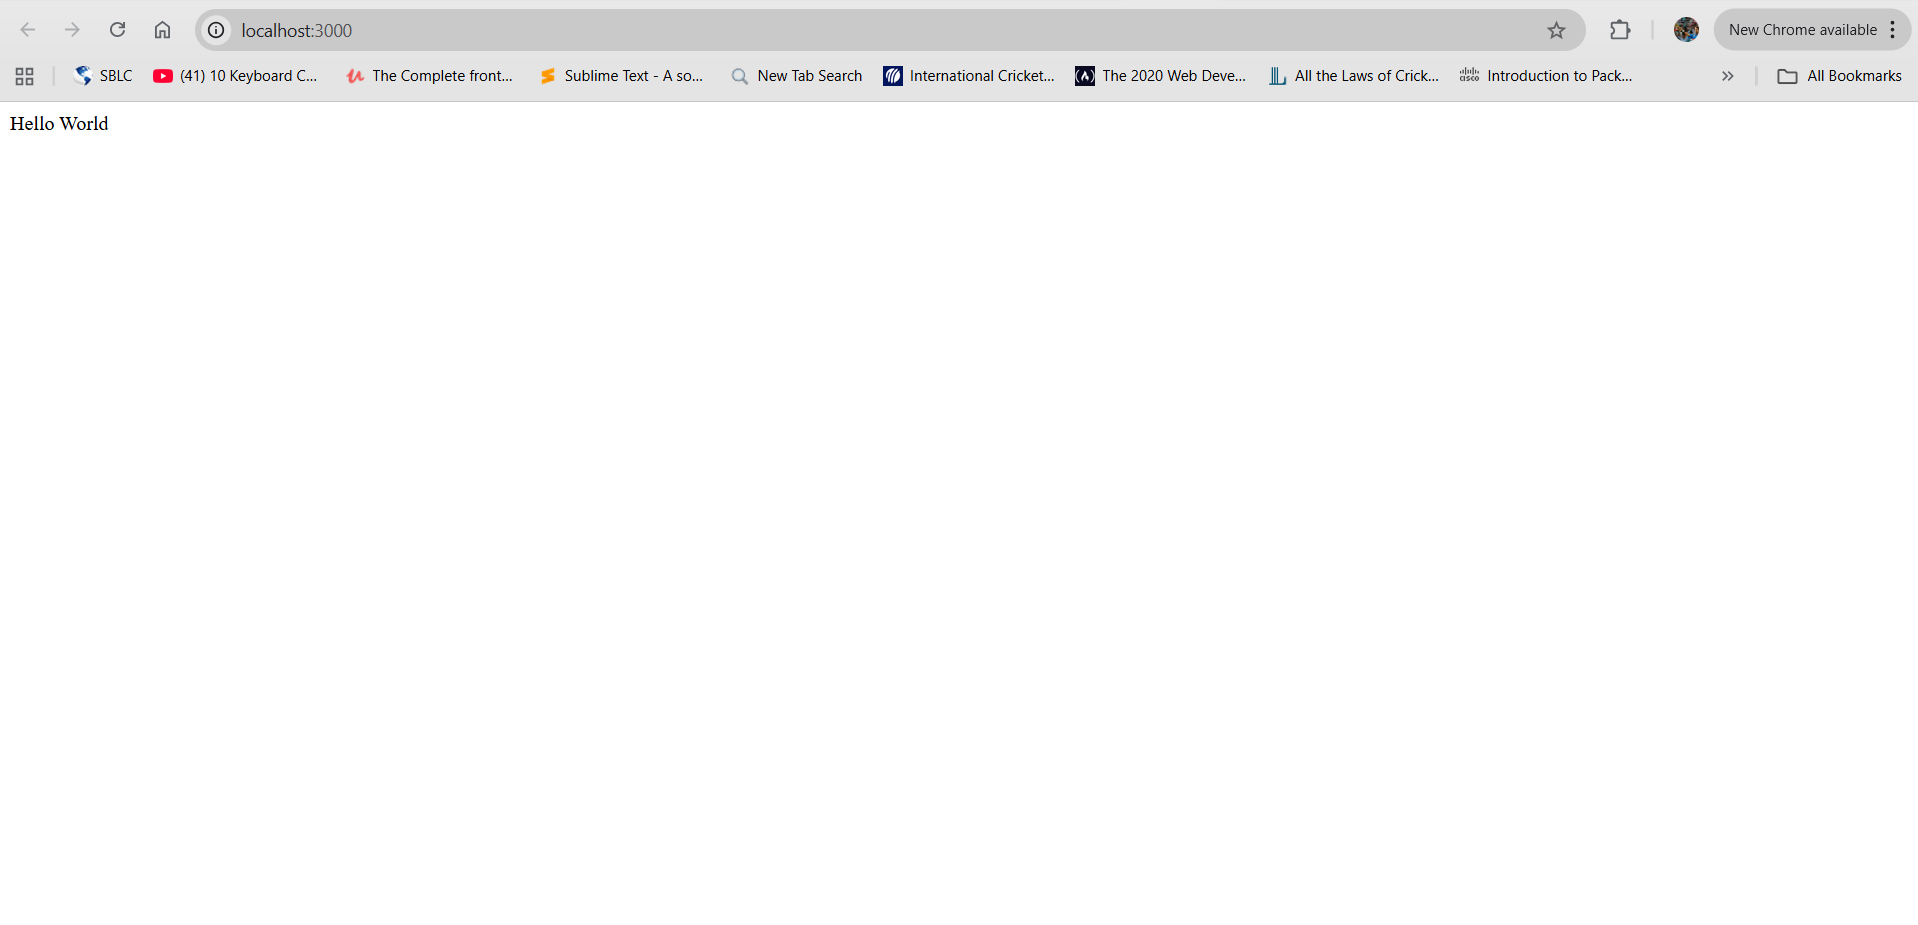 localhost:3000
New Chrome available
SBLC
(41) 10 Keyboard C...
The Complete front...
Sublime Text - A so...
New Tab Search
International Cricket...
The 2020 Web Deve...
All the Laws of Crick...
cisco
Introduction to Pack...
All Bookmarks
Hello World